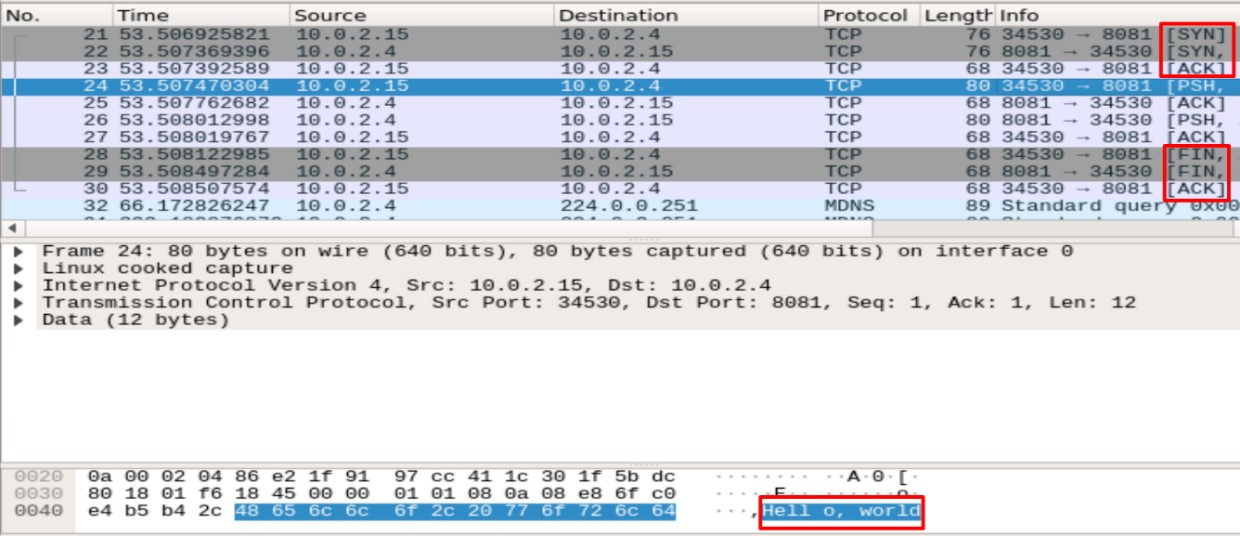 No. Time Source Destination Protocol Length Info
21 53.506925821 10.0.2.15 10.0.2.4 TCP 76 34530 → 8081 [SYN]
22 53.507369396 10.0.2.4 10.0.2.15 TCP 76 8081 → 34530 [SYN,
23 53.507392589 10.0.2.15 10.0.2.4 TCP 68 34530 → 8081 [ACK]
24 53.507470304 10.0.2.15 10.0.2.4 TCP 80 34530 → 8081 [PSH,
25 53.507762682 10.0.2.4 10.0.2.15 TCP 68 8081 → 34530 [ACK]
26 53.508012998 10.0.2.4 10.0.2.15 TCP 80 8081 → 34530 [PSH,
27 53.508019767 10.0.2.15 10.0.2.4 TCP 68 34530 → 8081 [ACK]
28 53.508122985 10.0.2.15 10.0.2.4 TCP 68 34530 → 8081 [FIN,
29 53.508497284 10.0.2.4 10.0.2.15 TCP 68 8081 → 34530 [FIN,
30 53.508507574 10.0.2.15 10.0.2.4 TCP 68 34530 → 8081 [ACK]
32 66.172826247 10.0.2.4 224.0.0.251 MDNS 89 Standard query 0x00
Frame 24: 80 bytes on wire (640 bits), 80 bytes captured (640 bits) on interface 0
Linux cooked capture
Internet Protocol Version 4, Src: 10.0.2.15, Dst: 10.0.2.4
Transmission Control Protocol, Src Port: 34530, Dst Port: 8081, Seq: 1, Ack: 1, Len: 12
Data (12 bytes)
0020 0a 00 02 04 86 e2 1f 91 97 cc 41 1c 30 1f 5b dc ········ ··A·0·[·
0030 80 18 01 f6 18 45 00 00 01 01 08 0a 08 e8 6f c0 ·····E·· ······o·
0040 e4 b5 b4 2c 48 65 6c 6c 6f 2c 20 77 6f 72 6c 64 ···,Hell o, world